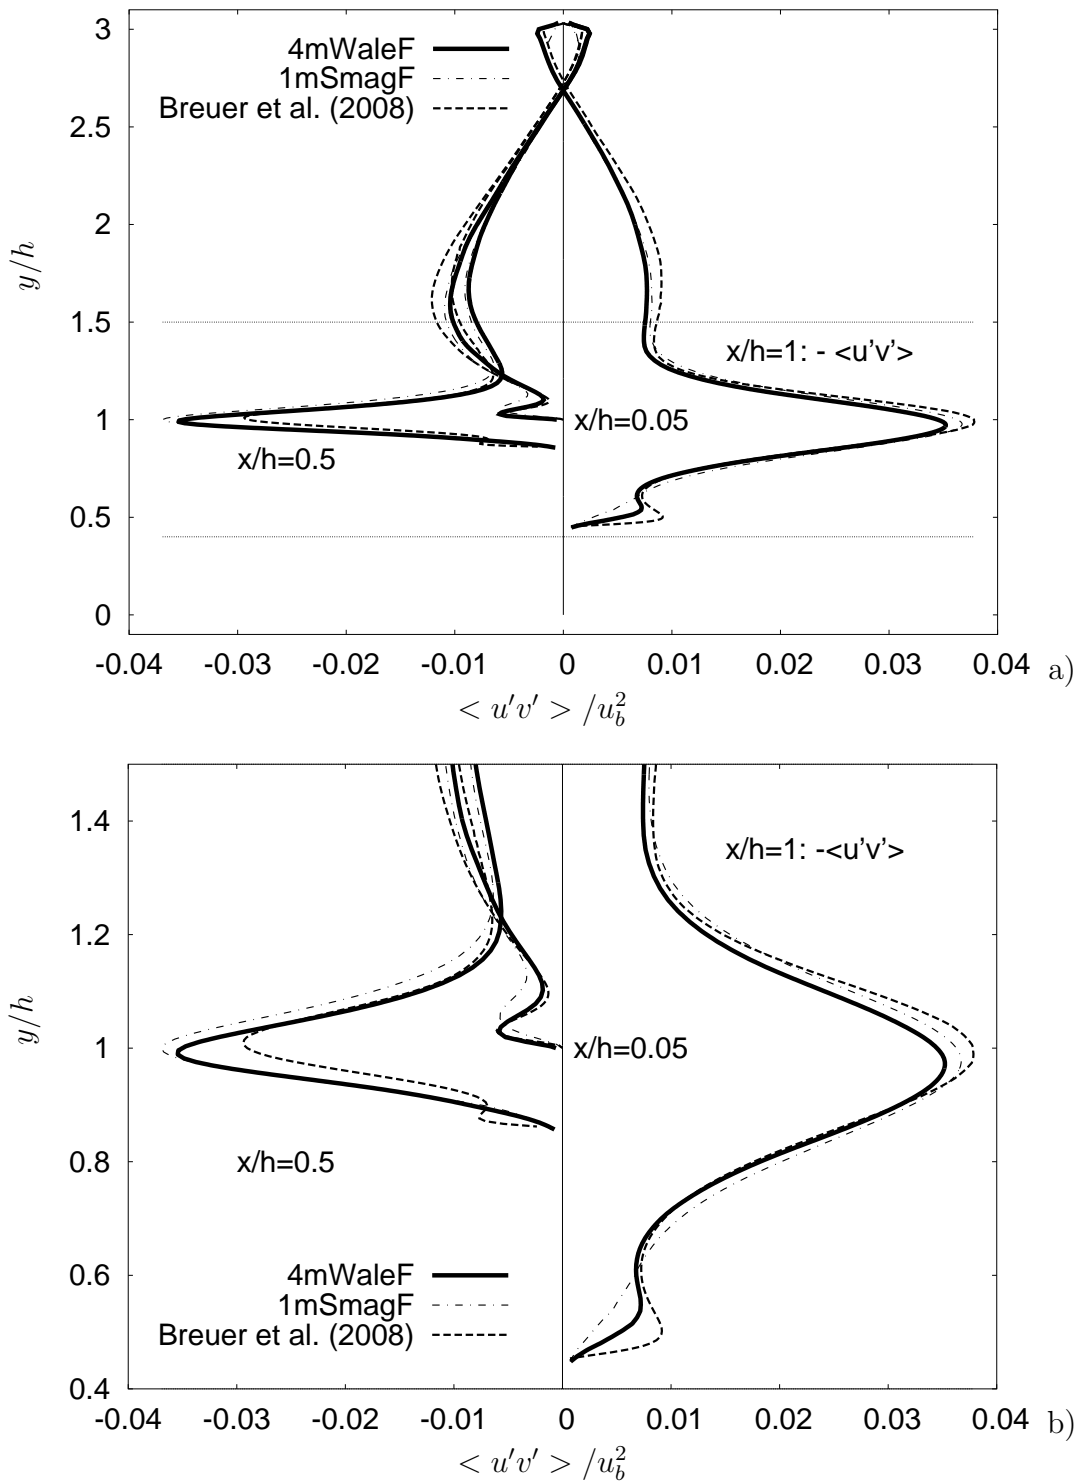 3
2.5
2
1.5
1
0.5
0
y/h
4mWaleF
1mSmagF
Breuer et al. (2008)
x/h=1: - <u'v'>
x/h=0.05
x/h=0.5
-0.04 -0.03 -0.02 -0.01 0 0.01 0.02 0.03 0.04
a)
< u'v' > /u_b^2
1.4
1.2
1
0.8
0.6
0.4
y/h
x/h=1: -<u'v'>
x/h=0.05
x/h=0.5
4mWaleF
1mSmagF
Breuer et al. (2008)
-0.04 -0.03 -0.02 -0.01 0 0.01 0.02 0.03 0.04
b)
< u'v' > /u_b^2